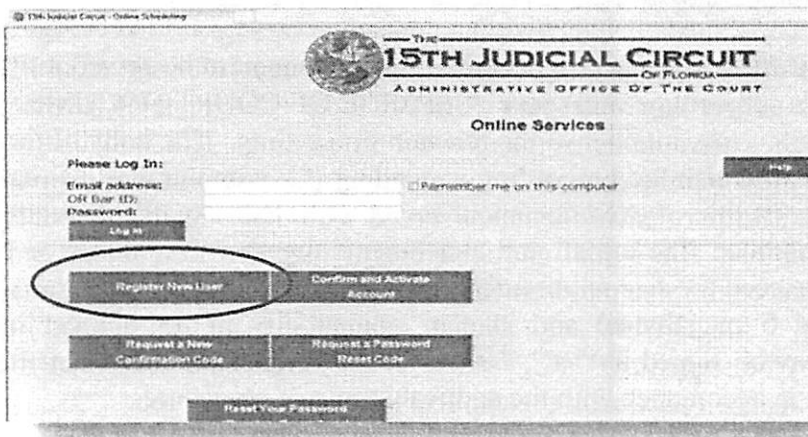 15th Judicial Circuit - Online Scheduling
THE
15TH JUDICIAL CIRCUIT
OF FLORIDA
ADMINISTRATIVE OFFICE OF THE COURT
Online Services
Please Log In:
Help
Email address:
Remember me on this computer
OR Bar ID:
Password:
Log In
Register New User
Confirm and Activate
Account
Request a New
Confirmation Code
Request a Password
Reset Code
Reset Your Password